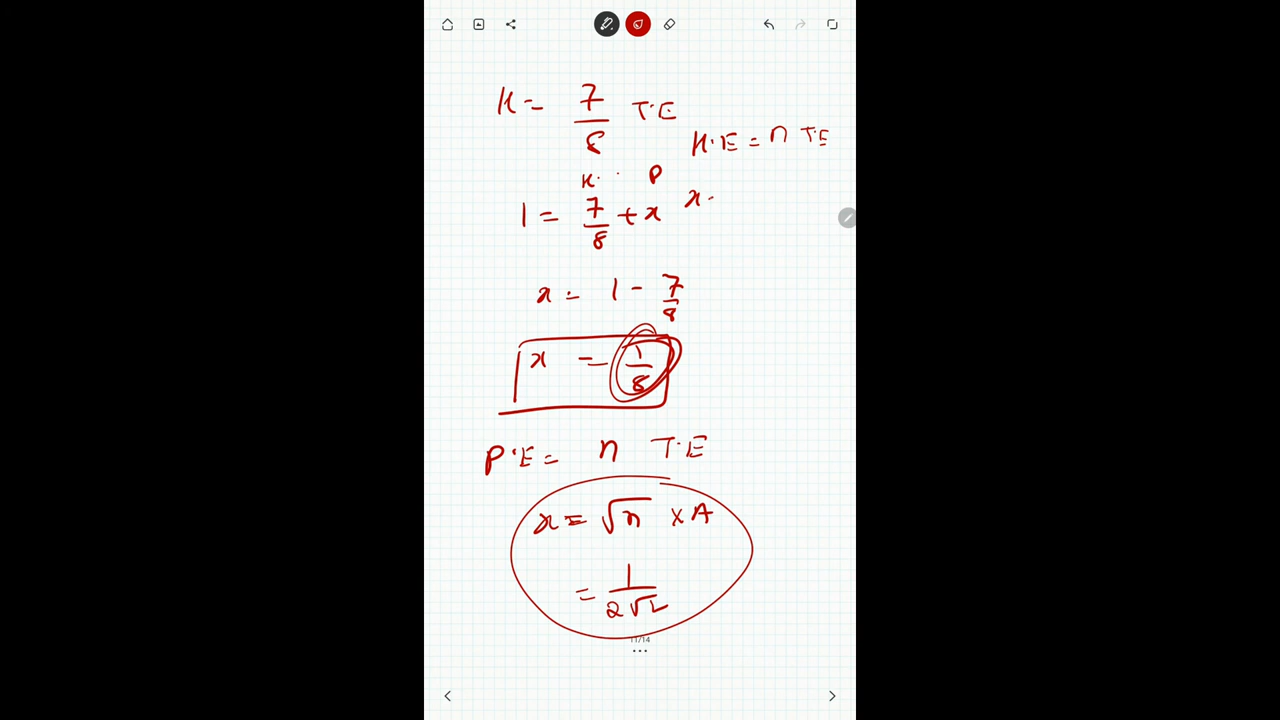 K = 7/8 T.E
K.E = n T.E
K. P
1 = 7/8 + x x
x = 1 - 7/8
x = 1/8
P.E = n T.E
x = √n × A
= 1/2√2
11/14